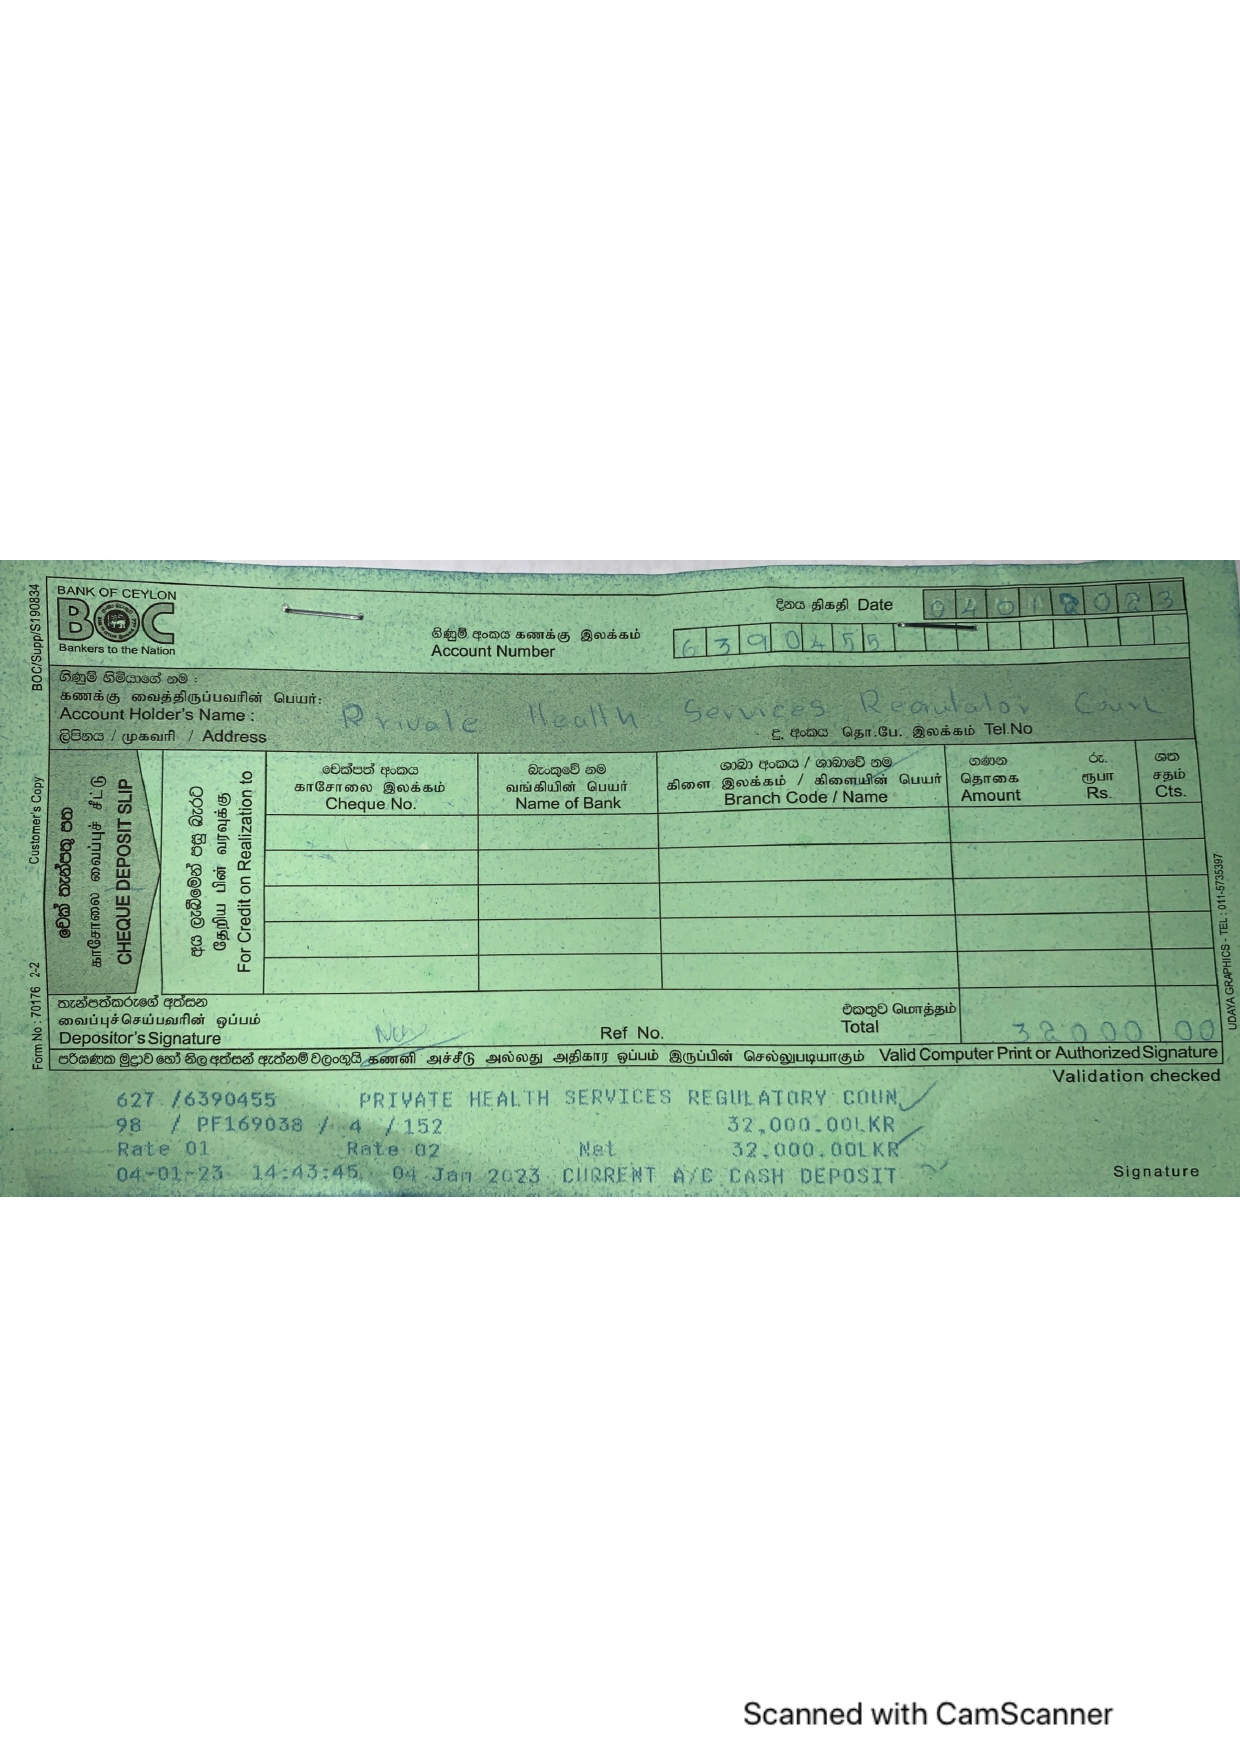 BANK OF CEYLON
BOC
Bankers to the Nation
දිනය திகதி Date 04012023
ගිණුම් අංකය கணக்கு இலக்கம்
Account Number 6390455
ගිණුම් හිමියාගේ නම :
கணக்கு வைத்திருப்பவரின் பெயர்:
Account Holder's Name : Private Health Services Regulator
ලිපිනය / முகவரி / Address
දු. අංකය தொ.பே. இலக்கம் Tel.No
BOC/Supp/S190834
Customer's Copy
Form No : 70176 2-2
චෙක් තැන්පතු පත
காசோலை வைப்புச் சீட்டு
CHEQUE DEPOSIT SLIP
අය ලැබීමෙන් පසු බැරට
தேறிய பின் வரவுக்கு
For Credit on Realization to
චෙක්පත් අංකය
காசோலை இலக்கம்
Cheque No.
බැංකුවේ නම
வங்கியின் பெயர்
Name of Bank
ශාඛා අංකය / ශාඛාවේ නම
கிளை இலக்கம் / கிளையின் பெயர்
Branch Code / Name
ගණන රු. ශත
தொகை ரூபா சதம்
Amount Rs. Cts.
තැන්පත්කරුගේ අත්සන
வைப்புச்செய்பவரின் ஒப்பம்
Depositor's Signature
Ref No.
එකතුව மொத்தம்
Total 32000 00
පරිගණක මුද්‍රාව හෝ නිල අත්සන් ඇත්නම් වලංගුයි கணனி அச்சீடு அல்லது அதிகார ஒப்பம் இருப்பின் செல்லுபடியாகும் Valid Computer Print or Authorized Signature
Validation checked
UDAYA GRAPHICS - TEL : 011-5735397
627 /6390455 PRIVATE HEALTH SERVICES REGULATORY COUN
98 / PF169038 / 4 /152 32,000.00LKR
Rate 01 Rate 02 Net 32,000.00LKR
04-01-23 14:43:45 04 Jan 2023 CURRENT A/C CASH DEPOSIT
Signature
Scanned with CamScanner